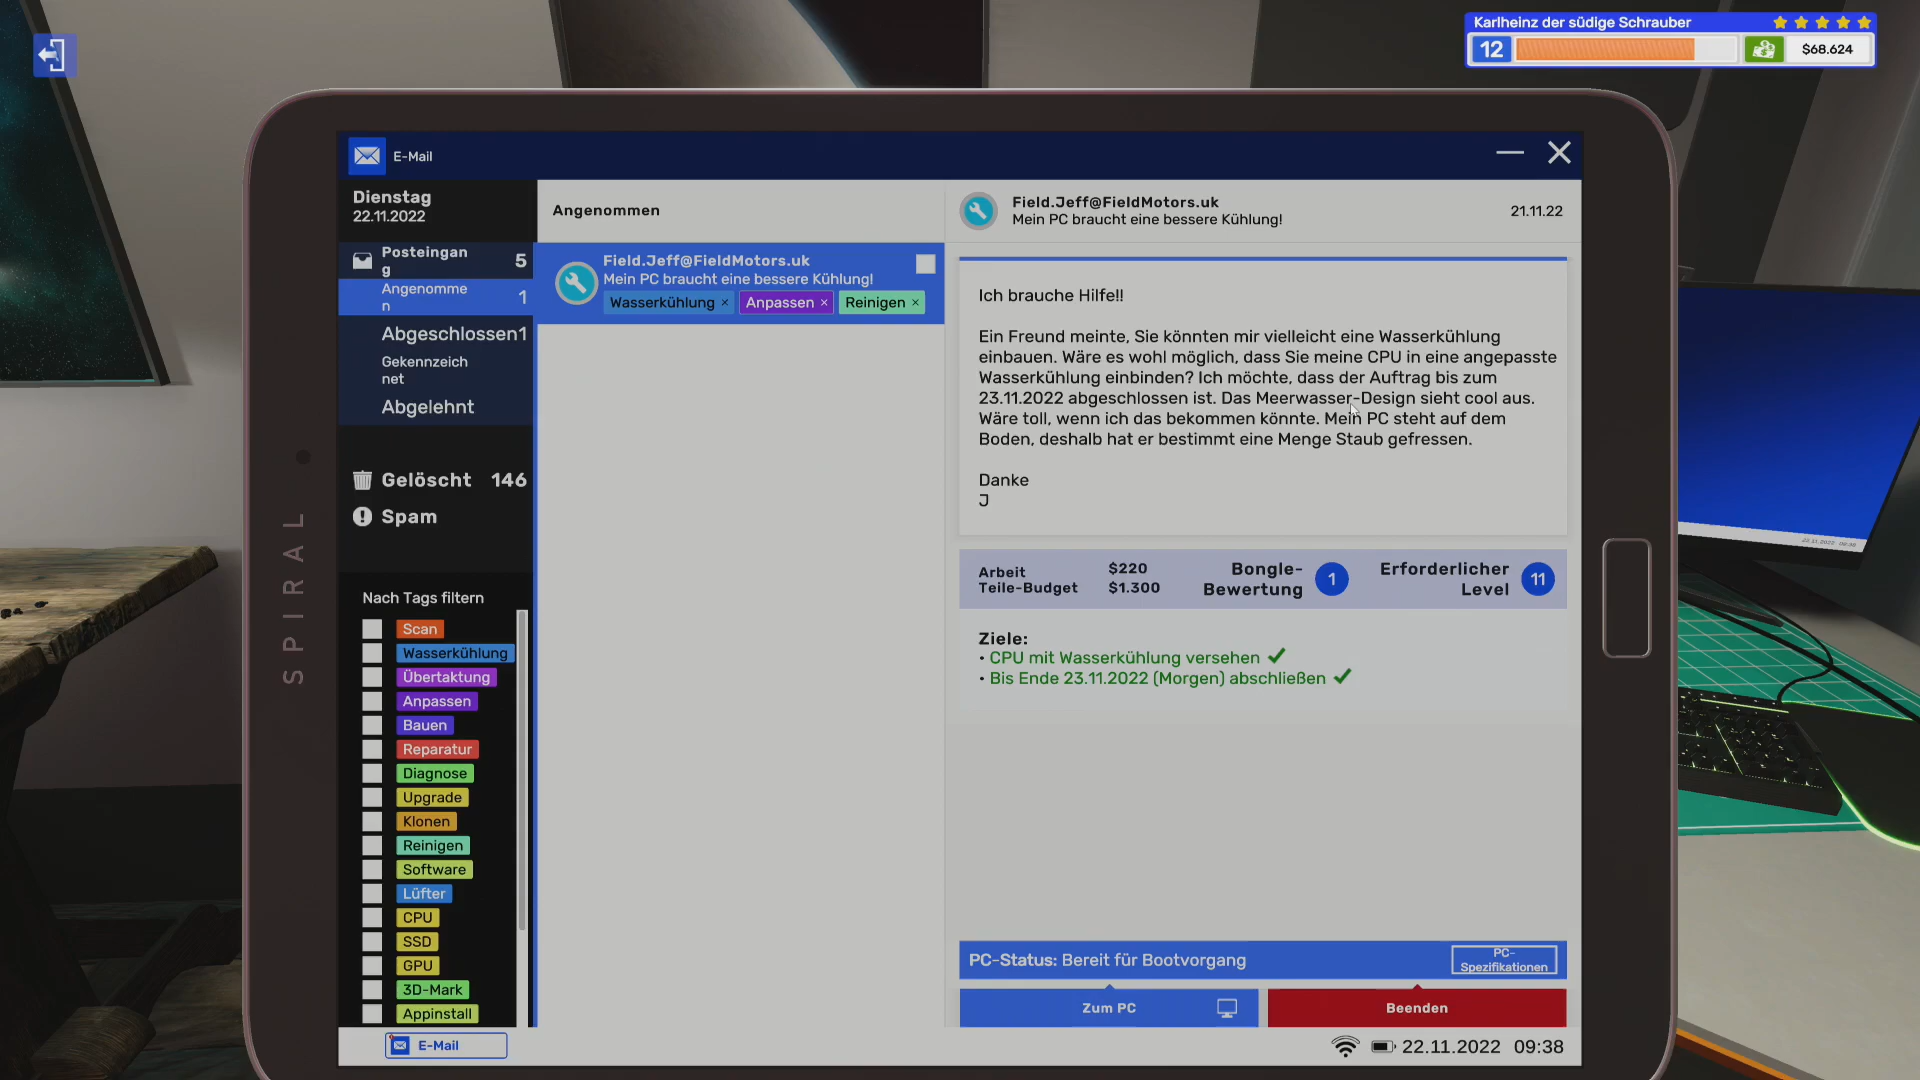 Karlheinz der südige Schrauber
12
$68.624
E-Mail
Dienstag
22.11.2022
Posteingan
g
5
Angenomme
n
1
Abgeschlossen1
Gekennzeich
net
Abgelehnt
Gelöscht 146
Spam
Nach Tags filtern
Scan
Wasserkühlung
Übertaktung
Anpassen
Bauen
Reparatur
Diagnose
Upgrade
Klonen
Reinigen
Software
Lüfter
CPU
SSD
GPU
3D-Mark
Appinstall
Angenommen
Field.Jeff@FieldMotors.uk
Mein PC braucht eine bessere Kühlung!
Wasserkühlung × Anpassen × Reinigen ×
Field.Jeff@FieldMotors.uk
Mein PC braucht eine bessere Kühlung!
21.11.22
Ich brauche Hilfe!!
Ein Freund meinte, Sie könnten mir vielleicht eine Wasserkühlung
einbauen. Wäre es wohl möglich, dass Sie meine CPU in eine angepasste
Wasserkühlung einbinden? Ich möchte, dass der Auftrag bis zum
23.11.2022 abgeschlossen ist. Das Meerwasser-Design sieht cool aus.
Wäre toll, wenn ich das bekommen könnte. Mein PC steht auf dem
Boden, deshalb hat er bestimmt eine Menge Staub gefressen.
Danke
J
Arbeit $220
Teile-Budget $1.300
Bongle-
Bewertung
1
Erforderlicher
Level
11
Ziele:
• CPU mit Wasserkühlung versehen
• Bis Ende 23.11.2022 (Morgen) abschließen
PC-Status: Bereit für Bootvorgang
PC-
Spezifikationen
Zum PC
Beenden
E-Mail
22.11.2022 09:38
SPIRAL